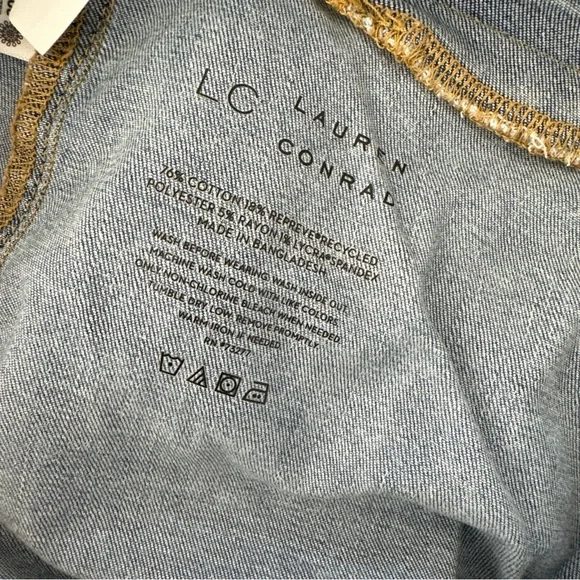 LC LAUREN
CONRAD
76% COTTON 18% REPREVE® RECYCLED
POLYESTER 5% RAYON 1% LYCRA® SPANDEX
MADE IN BANGLADESH
WASH BEFORE WEARING. WASH INSIDE OUT.
MACHINE WASH COLD WITH LIKE COLORS.
ONLY NON-CHLORINE BLEACH WHEN NEEDED.
TUMBLE DRY LOW. REMOVE PROMPTLY.
WARM IRON IF NEEDED.
RN #73277